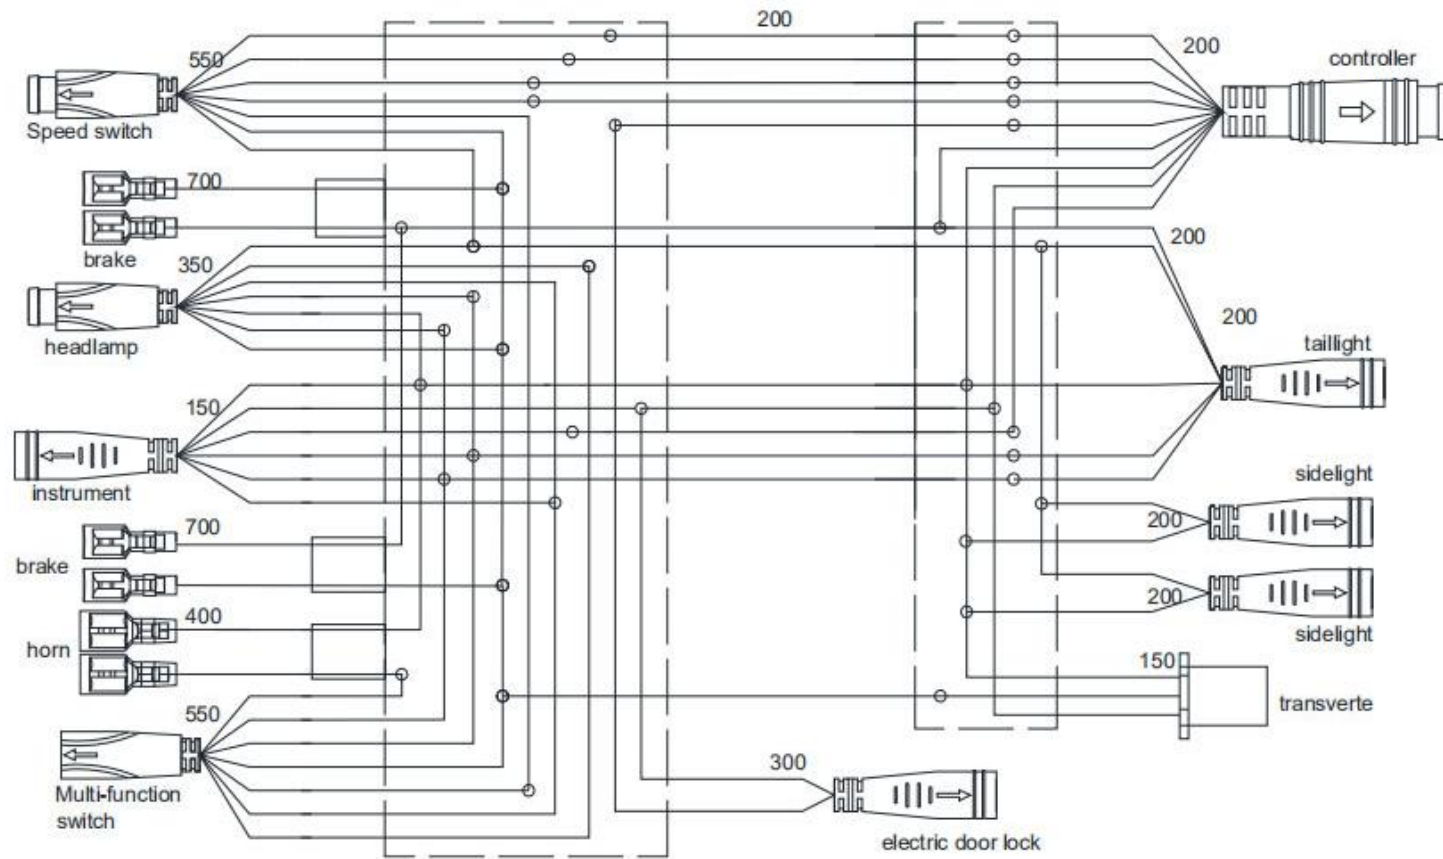 200
550
200
controller
Speed switch
700
brake
200
350
headlamp
200
taillight
150
instrument
sidelight
700
200
brake
400
200
horn
sidelight
150
550
transverte
300
Multi-function
switch
electric door lock